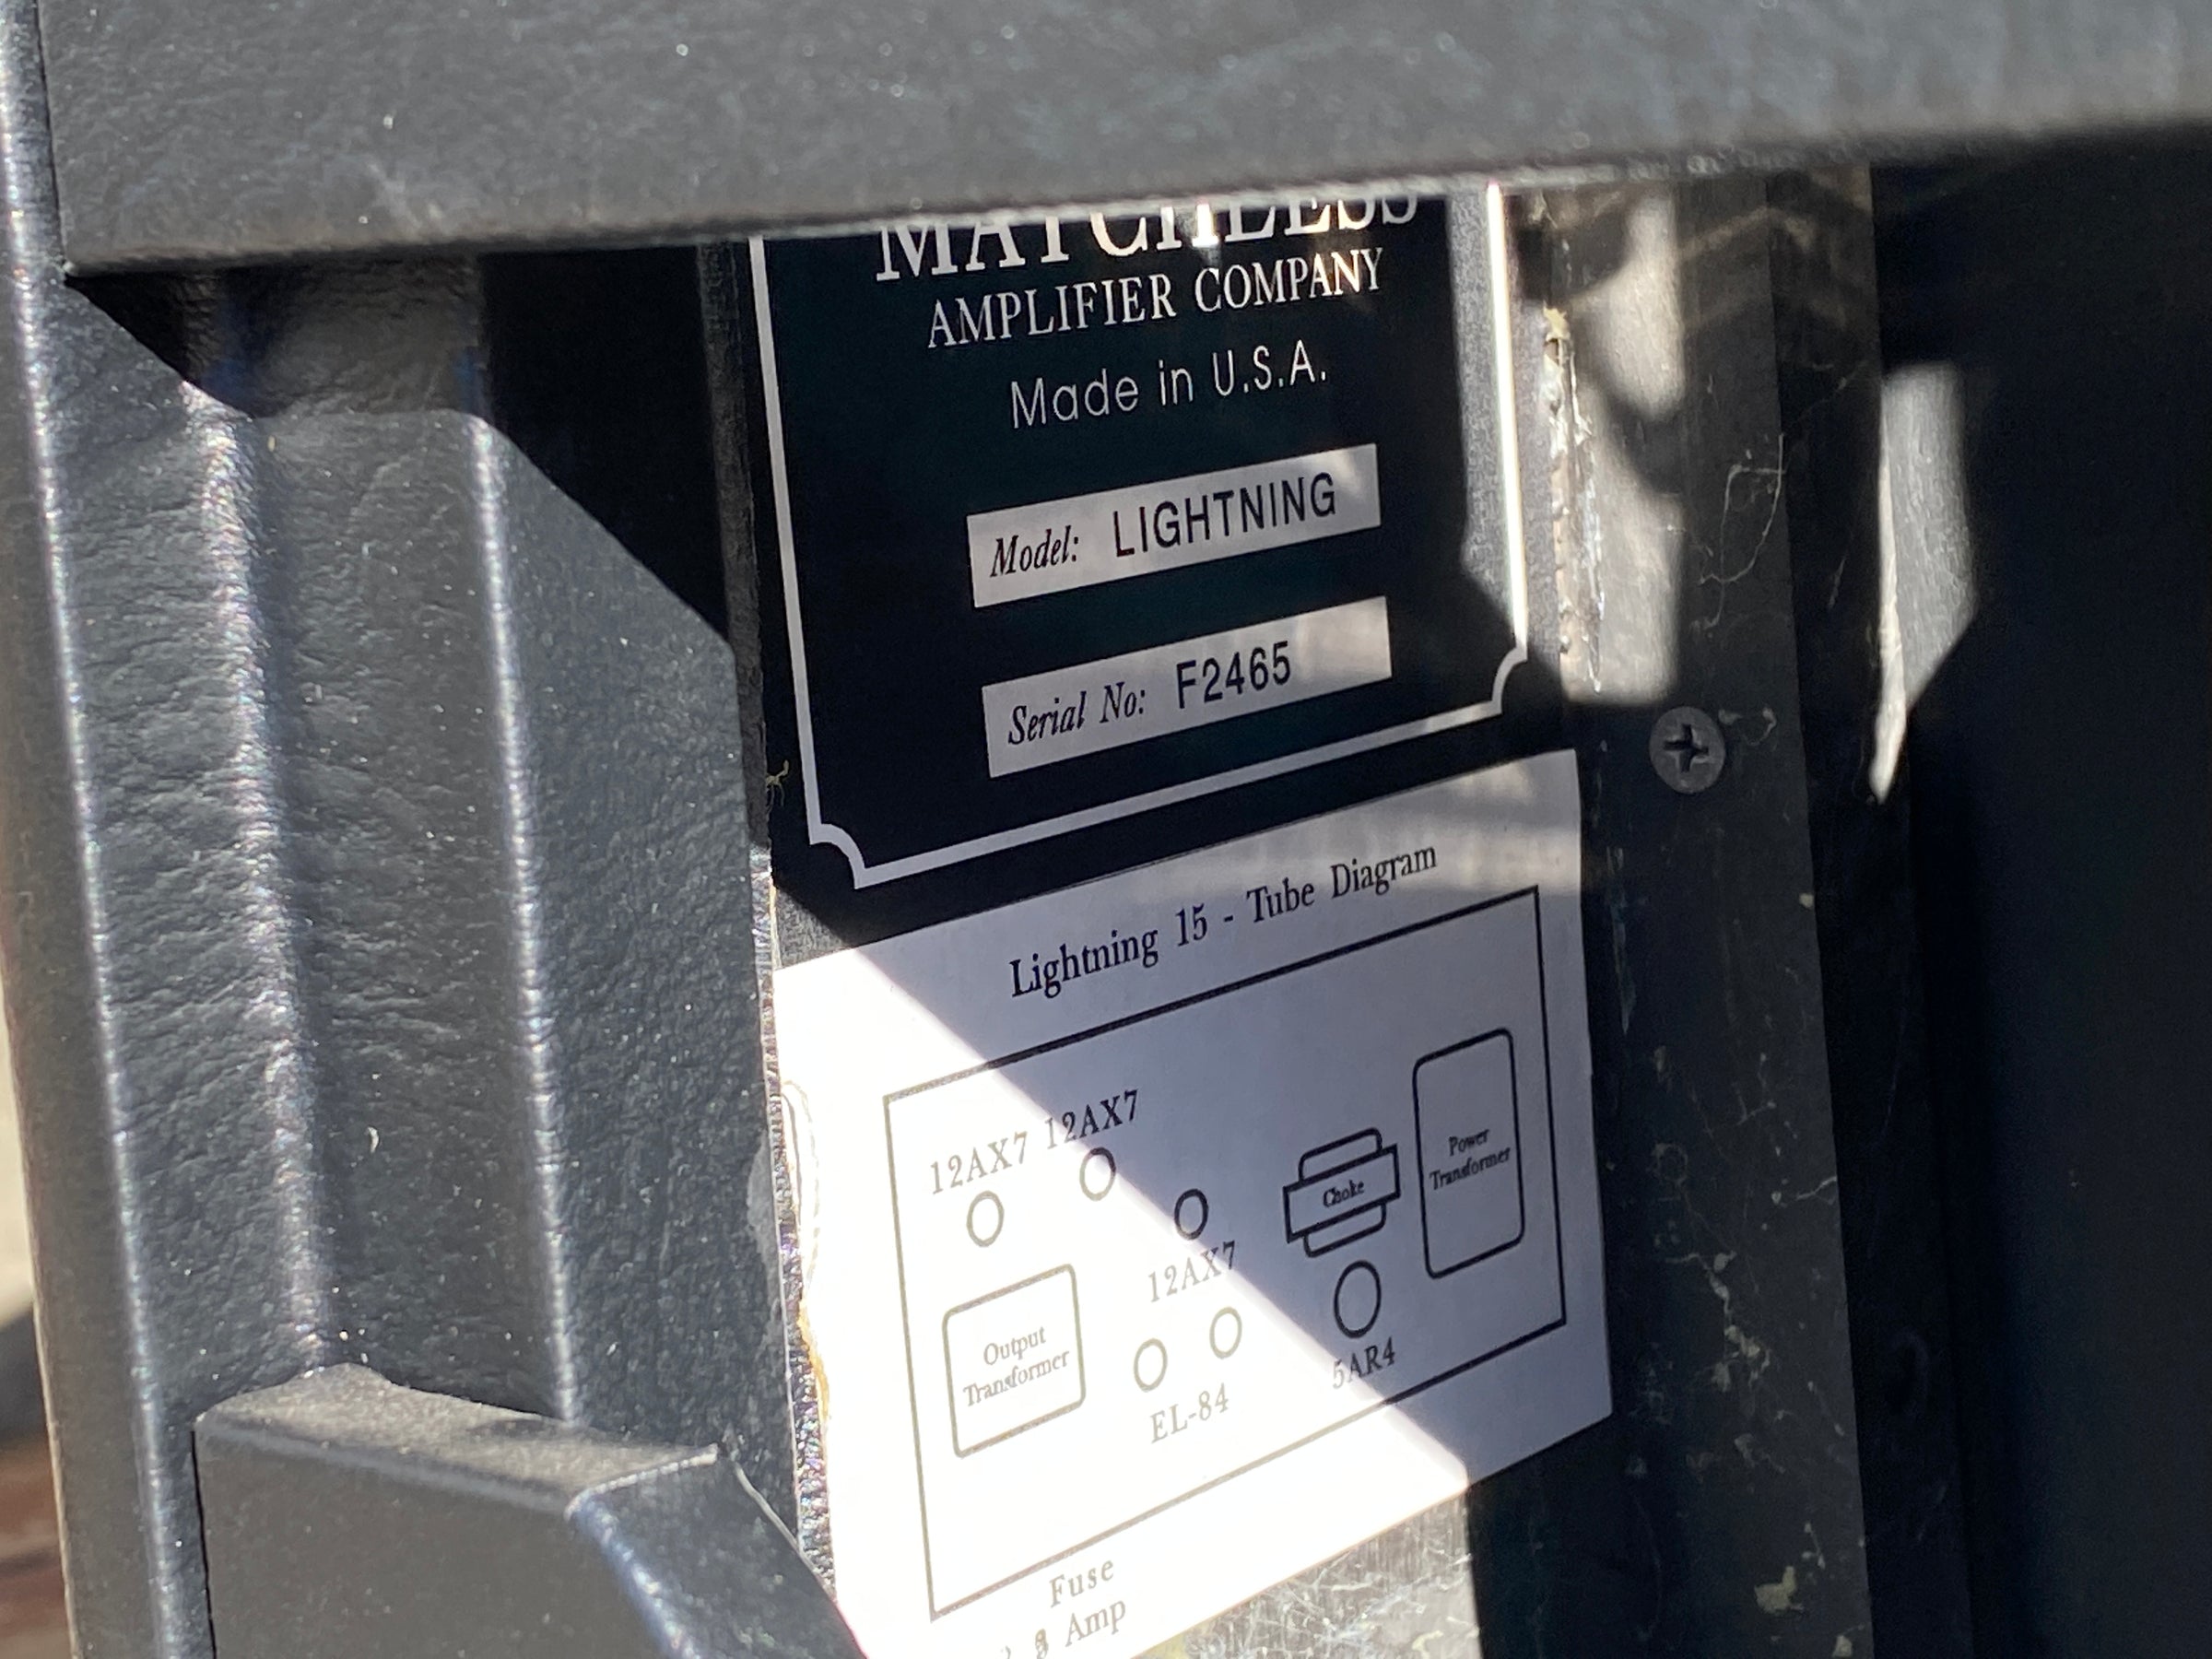 MATCHLESS
AMPLIFIER COMPANY
Made in U.S.A.
Model: LIGHTNING
Serial No: F2465
Lightning 15 - Tube Diagram
12AX7 12AX7
12AX7
Choke
Power
Transformer
Output
Transformer
EL-84
5AR4
Fuse
Amp